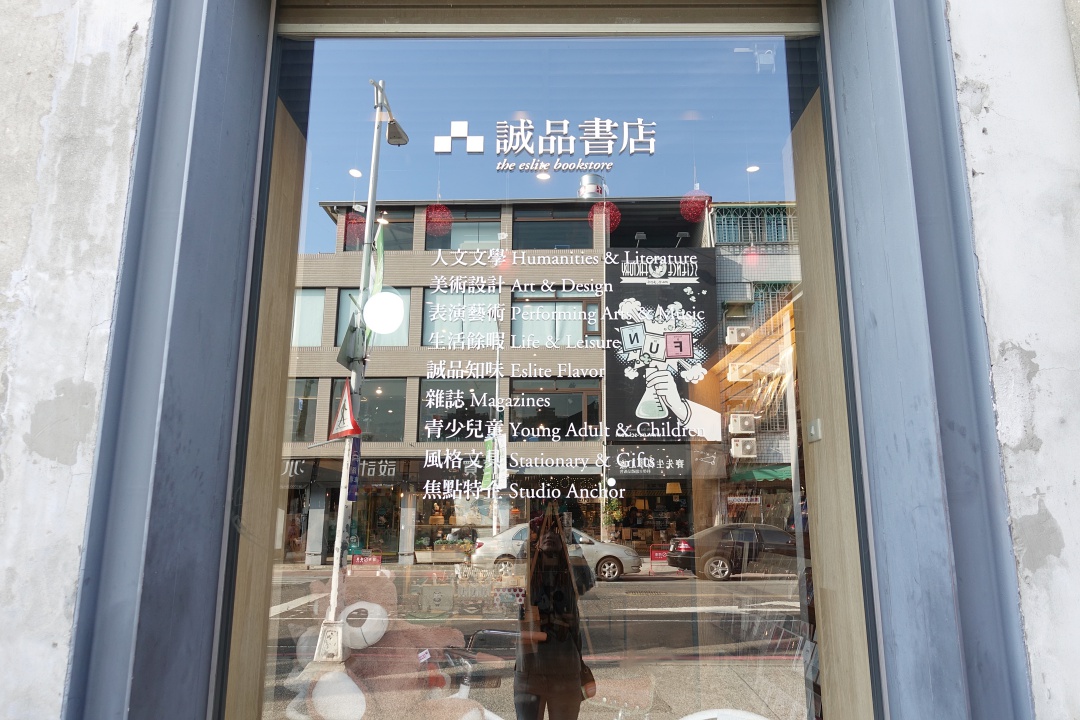 誠品書店
the eslite bookstore
人文文學 Humanities & Literature
美術設計 Art & Design
表演藝術 Performing Arts & Music
生活餘暇 Life & Leisure
誠品知味 Eslite Flavor
雜誌 Magazines
青少兒童 Young Adult & Children
風格文具 Stationary & Gifts
焦點特企 Studio Anchor
FUN